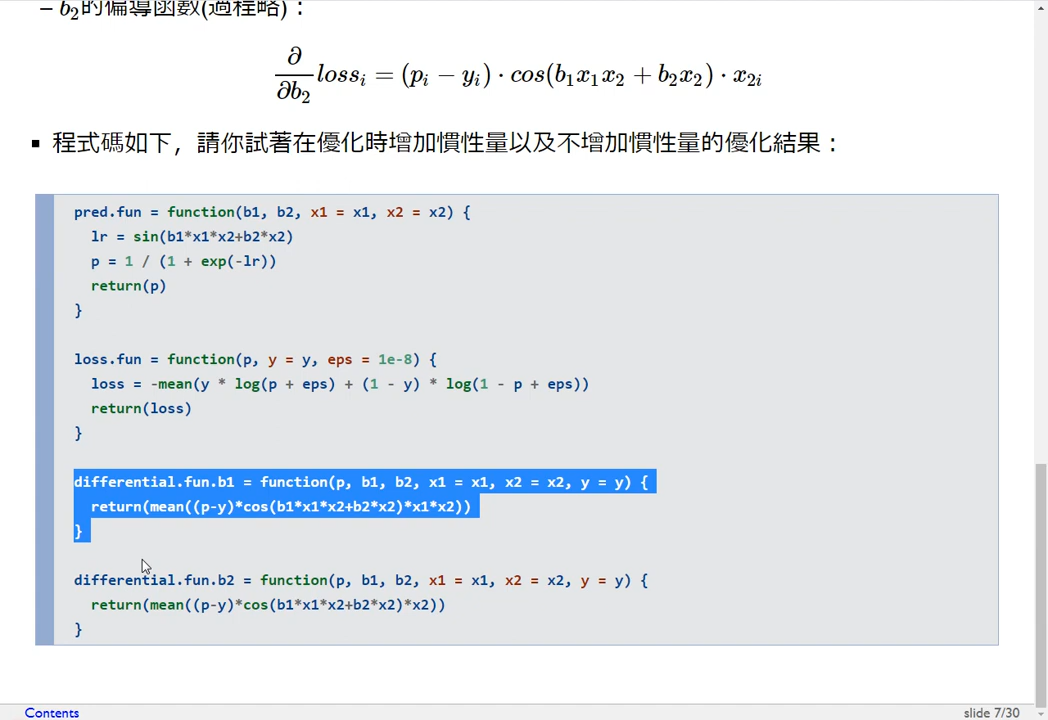 – b₂的偏導函數(過程略)：
∂/∂b₂ lossᵢ = (pᵢ − yᵢ) · cos(b₁x₁x₂ + b₂x₂) · x₂ᵢ
▪ 程式碼如下，請你試著在優化時增加慣性量以及不增加慣性量的優化結果：
pred.fun = function(b1, b2, x1 = x1, x2 = x2) {
  lr = sin(b1*x1*x2+b2*x2)
  p = 1 / (1 + exp(-lr))
  return(p)
}
loss.fun = function(p, y = y, eps = 1e-8) {
  loss = -mean(y * log(p + eps) + (1 - y) * log(1 - p + eps))
  return(loss)
}
differential.fun.b1 = function(p, b1, b2, x1 = x1, x2 = x2, y = y) {
  return(mean((p-y)*cos(b1*x1*x2+b2*x2)*x1*x2))
}
differential.fun.b2 = function(p, b1, b2, x1 = x1, x2 = x2, y = y) {
  return(mean((p-y)*cos(b1*x1*x2+b2*x2)*x2))
}
Contents
slide 7/30